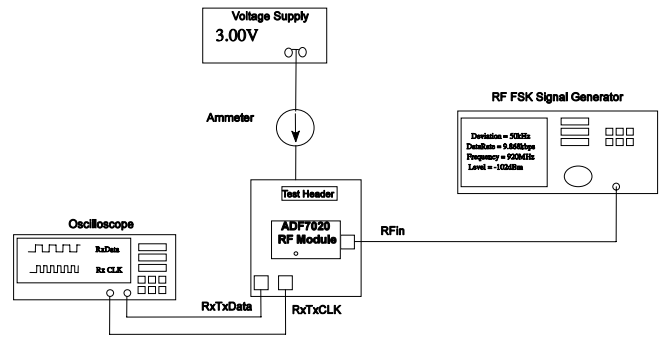 Voltage Supply
3.00V
Ammeter
RF FSK Signal Generator
Deviation = 50kHz
DataRate = 9.868kbps
Frequency = 920MHz
Level = -102dBm
Test Header
ADF7020
RF Module
RFin
Oscilloscope
RxData
Rx CLK
RxTxData
RxTxCLK